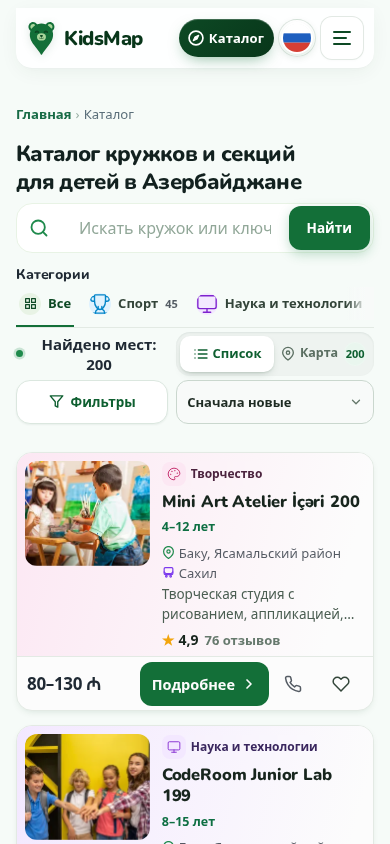 KidsMap
Каталог
Главная › Каталог
Каталог кружков и секций
для детей в Азербайджане
Искать кружок или ключ
Найти
Категории
Все
Спорт 45
Наука и технологии
Найдено мест:
200
Список
Карта 200
Фильтры
Сначала новые
Творчество
Mini Art Atelier İçəri 200
4–12 лет
Баку, Ясамальский район
Сахил
Творческая студия с
рисованием, аппликацией,...
★ 4,9 76 отзывов
80–130 ₼
Подробнее
Наука и технологии
CodeRoom Junior Lab
199
8–15 лет